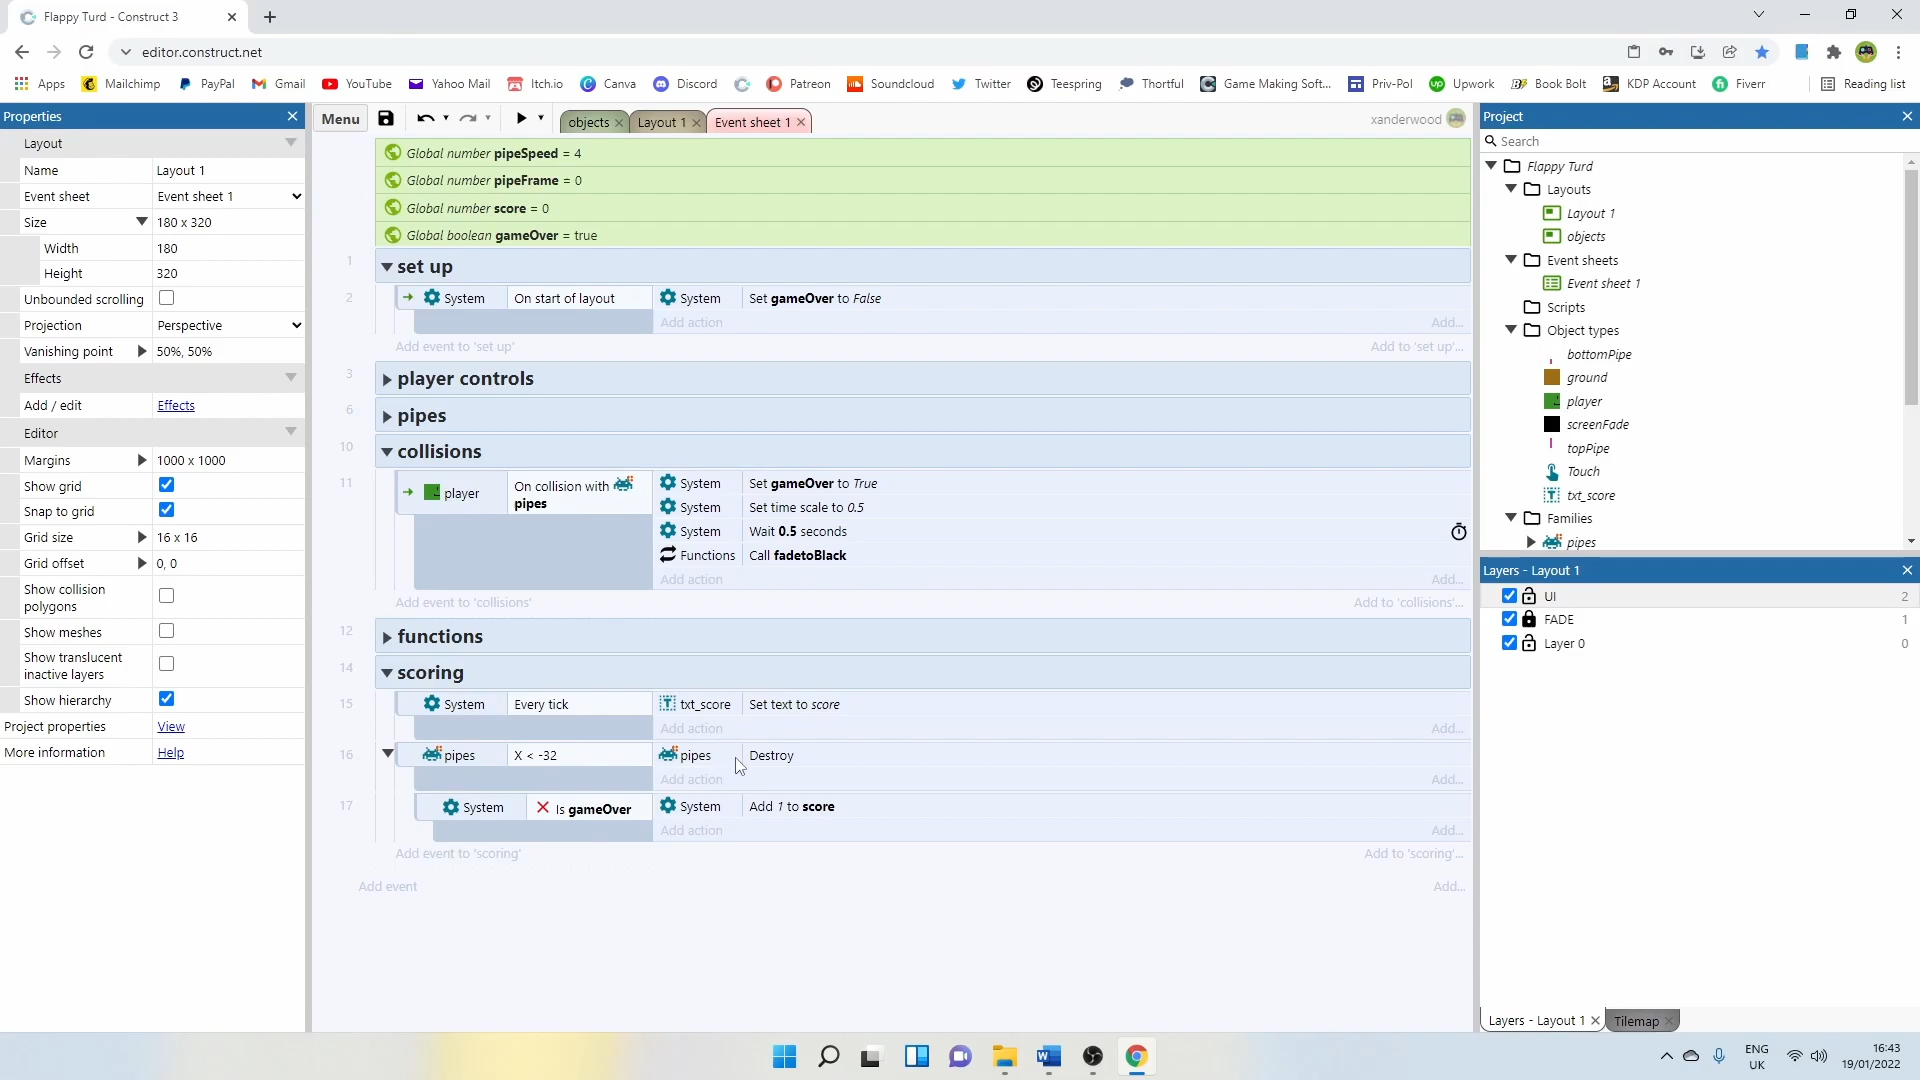 Flappy Turd - Construct 3
editor.construct.net
Apps Mailchimp PayPal Gmail YouTube Yahoo Mail Itch.io Canva Discord Patreon Soundcloud Twitter Teespring Thortful Game Making Soft... Priv-Pol Upwork Book Bolt KDP Account Fiverr Reading list
Properties
Layout
Name Layout 1
Event sheet Event sheet 1
Size 180 x 320
Width 180
Height 320
Unbounded scrolling
Projection Perspective
Vanishing point 50%, 50%
Effects
Add / edit Effects
Editor
Margins 1000 x 1000
Show grid
Snap to grid
Grid size 16 x 16
Grid offset 0, 0
Show collision
polygons
Show meshes
Show translucent
inactive layers
Show hierarchy
Project properties View
More information Help
Menu objects Layout 1 Event sheet 1 xanderwood
Global number pipeSpeed = 4
Global number pipeFrame = 0
Global number score = 0
Global boolean gameOver = true
1 set up
2 System On start of layout System Set gameOver to False
Add action Add...
Add event to 'set up' Add to 'set up'...
3 player controls
6 pipes
10 collisions
11 player On collision with pipes System Set gameOver to True
System Set time scale to 0.5
System Wait 0.5 seconds
Functions Call fadetoBlack
Add action Add...
Add event to 'collisions' Add to 'collisions'...
12 functions
14 scoring
15 System Every tick txt_score Set text to score
Add action Add...
16 pipes X < -32 pipes Destroy
Add action Add...
17 System Is gameOver System Add 1 to score
Add action Add...
Add event to 'scoring' Add to 'scoring'...
Add event Add...
Project
Search
Flappy Turd
Layouts
Layout 1
objects
Event sheets
Event sheet 1
Scripts
Object types
bottomPipe
ground
player
screenFade
topPipe
Touch
txt_score
Families
pipes
Layers - Layout 1
UI 2
FADE 1
Layer 0 0
Layers - Layout 1 Tilemap
ENG
UK
16:43
19/01/2022